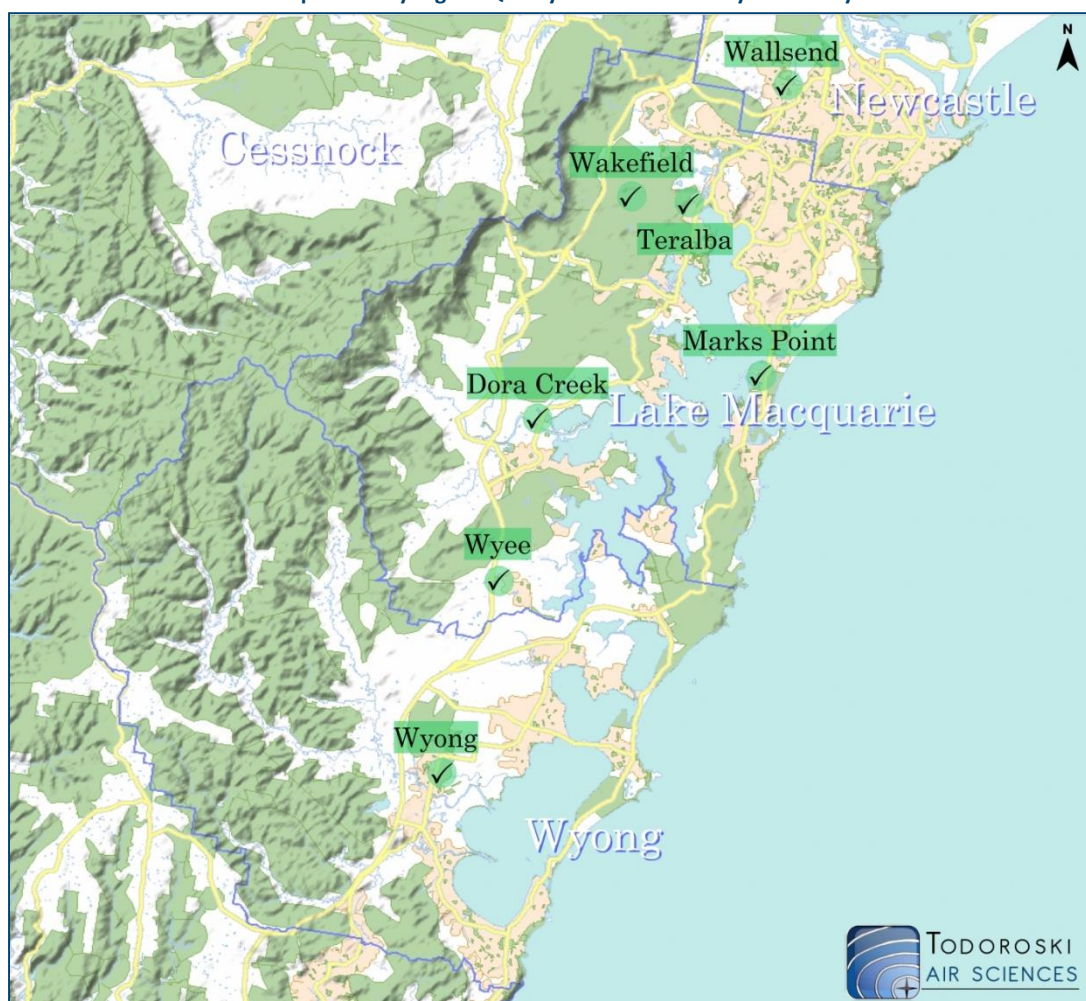 N
Wallsend
Newcastle
Cessnock
Wakefield
Teralba
Marks Point
Dora Creek
Lake Macquarie
Wyee
Wyong
Wyong
TODOROSKI
AIR SCIENCES